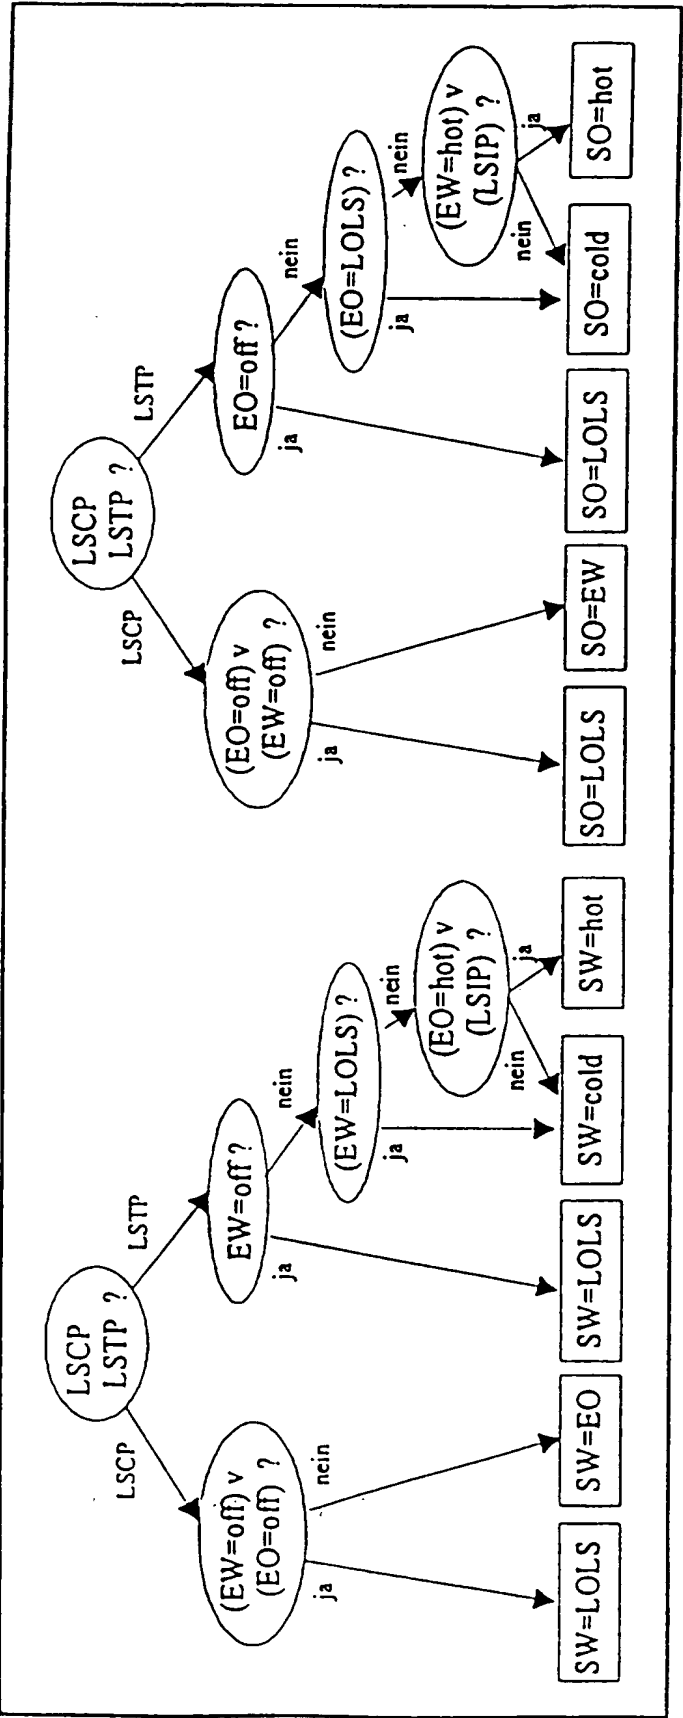 LSCP
LSTP ?
LSCP
LSTP
(EW=off) v
(EO=off) ?
EW=off ?
ja
nein
ja
nein
(EW=LOLS) ?
ja
nein
(EO=hot) v
(LSIP) ?
nein
ja
SW=LOLS
SW=EO
SW=LOLS
SW=cold
SW=hot
LSCP
LSTP ?
LSCP
LSTP
(EO=off) v
(EW=off) ?
EO=off ?
ja
nein
ja
nein
(EO=LOLS) ?
ja
nein
(EW=hot) v
(LSIP) ?
nein
ja
SO=LOLS
SO=EW
SO=LOLS
SO=cold
SO=hot